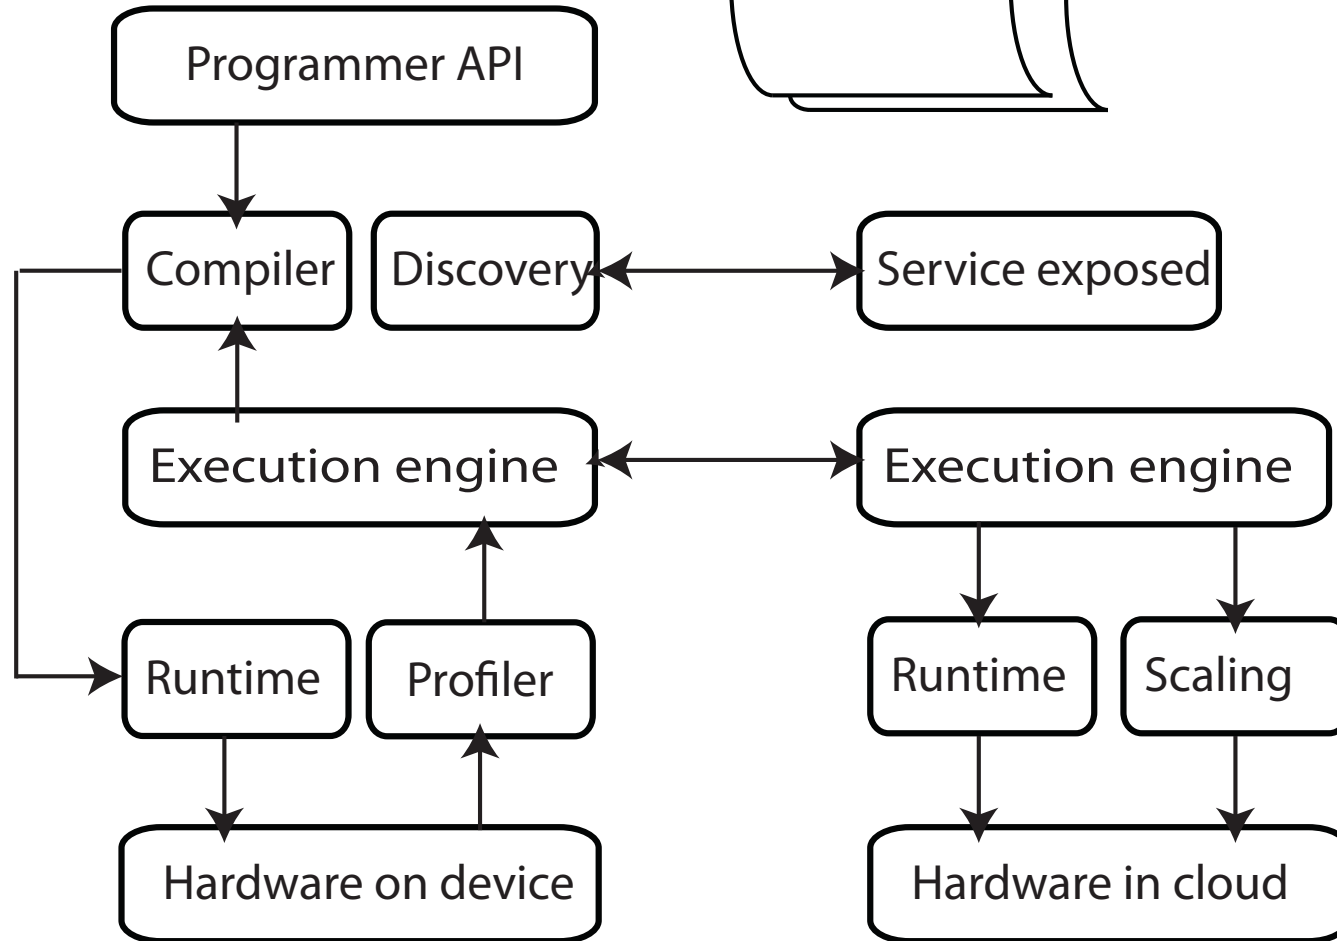 Programmer API
Compiler
Discovery
Service exposed
Execution engine
Execution engine
Runtime
Profiler
Runtime
Scaling
Hardware on device
Hardware in cloud